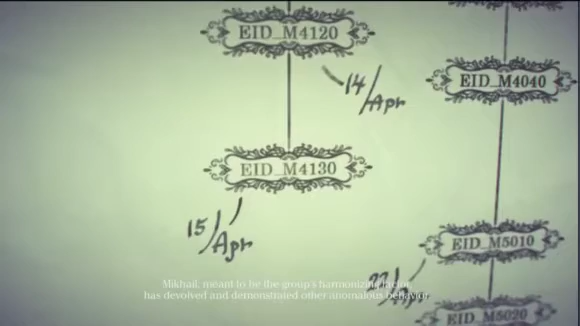 EID_M4120
14/Apr
EID_M4040
EID_M4130
15/Apr
EID_M5010
Mikhail, meant to be the group's harmonizing factor,
has devolved and demonstrated other anomalous behavior.
EID_M5020